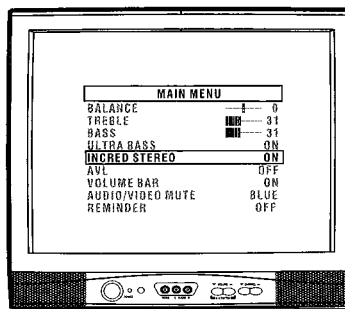 MAIN MENU
BALANCE 0
TREBLE 31
BASS 31
ULTRA BASS ON
INCRED STEREO ON
AVL OFF
VOLUME BAR ON
AUDIO/VIDEO MUTE BLUE
REMINDER OFF